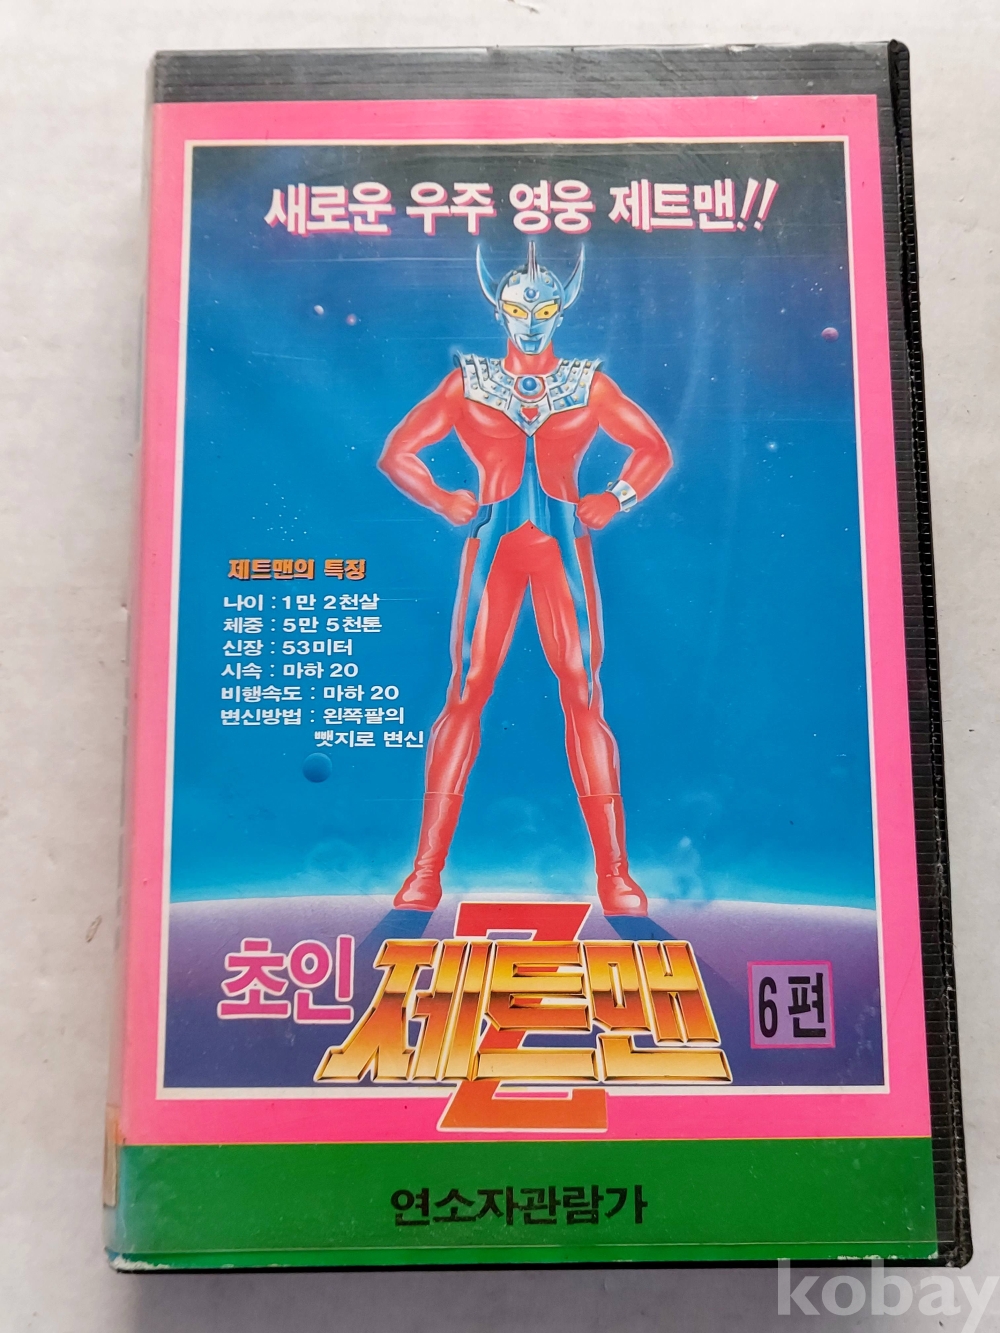 새로운 우주 영웅 제트맨!!
제트맨의 특징
나이 : 1만 2천살
체중 : 5만 5천톤
신장 : 53미터
시속 : 마하 20
비행속도 : 마하 20
변신방법 : 왼쪽팔의
뺏지로 변신
초인 제트맨
Z
6편
연소자관람가
kobay